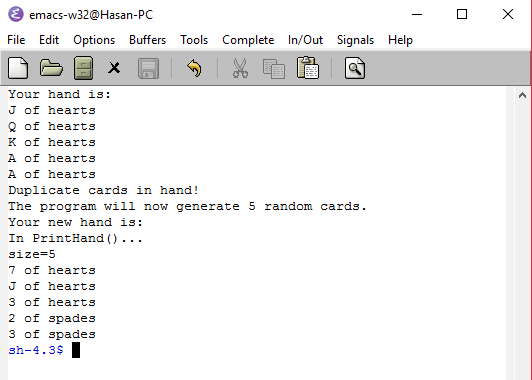 emacs-w32@Hasan-PC
File Edit Options Buffers Tools Complete In/Out Signals Help
Your hand is:
J of hearts
Q of hearts
K of hearts
A of hearts
A of hearts
Duplicate cards in hand!
The program will now generate 5 random cards.
Your new hand is:
In PrintHand()...
size=5
7 of hearts
J of hearts
3 of hearts
2 of spades
3 of spades
sh-4.3$